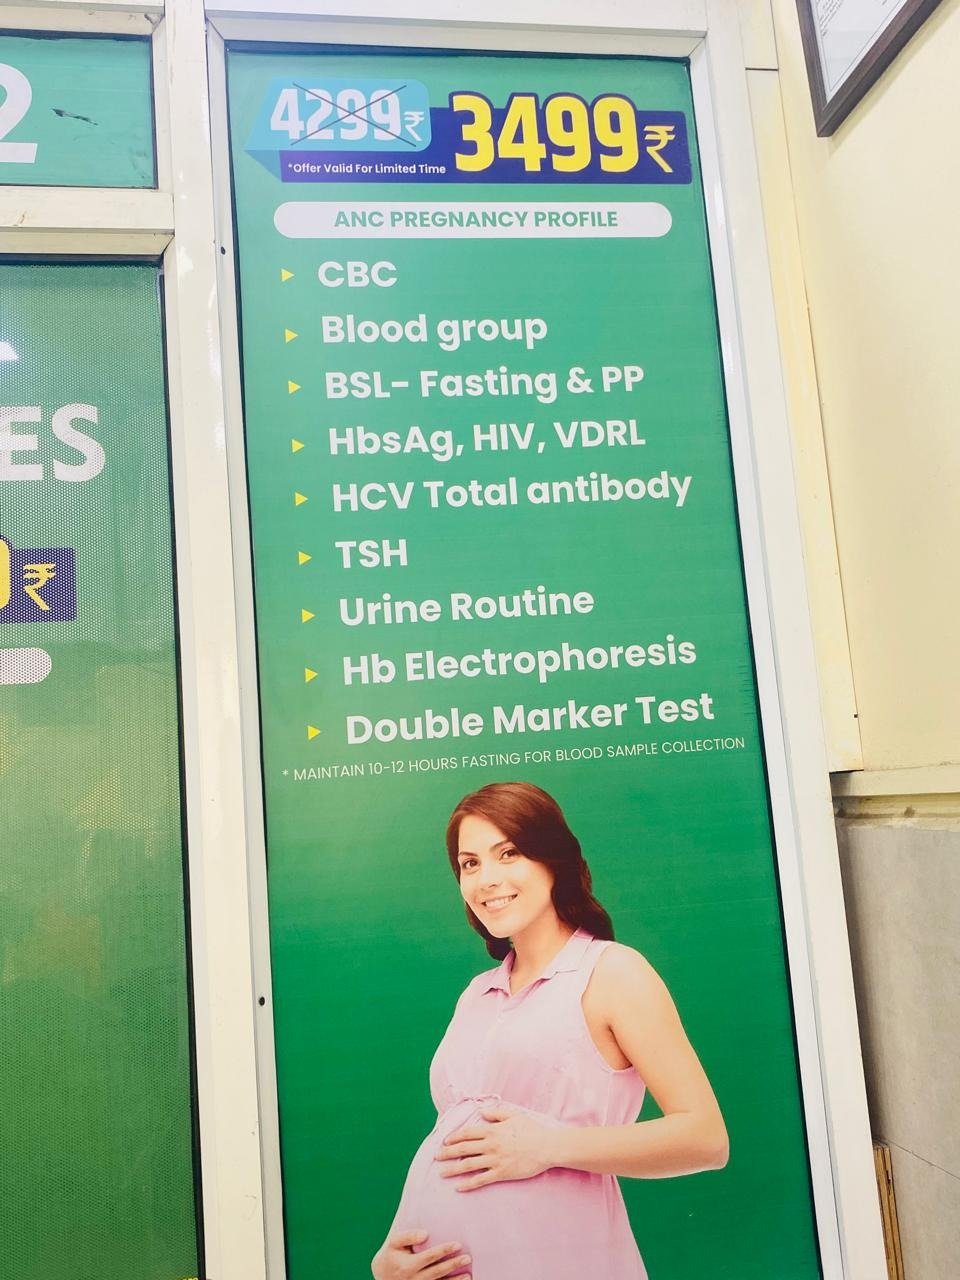 4299₹
*Offer Valid For Limited Time
3499₹
ANC PREGNANCY PROFILE
CBC
Blood group
BSL- Fasting & PP
HbsAg, HIV, VDRL
HCV Total antibody
TSH
Urine Routine
Hb Electrophoresis
Double Marker Test
* MAINTAIN 10-12 HOURS FASTING FOR BLOOD SAMPLE COLLECTION
2
ES
₹